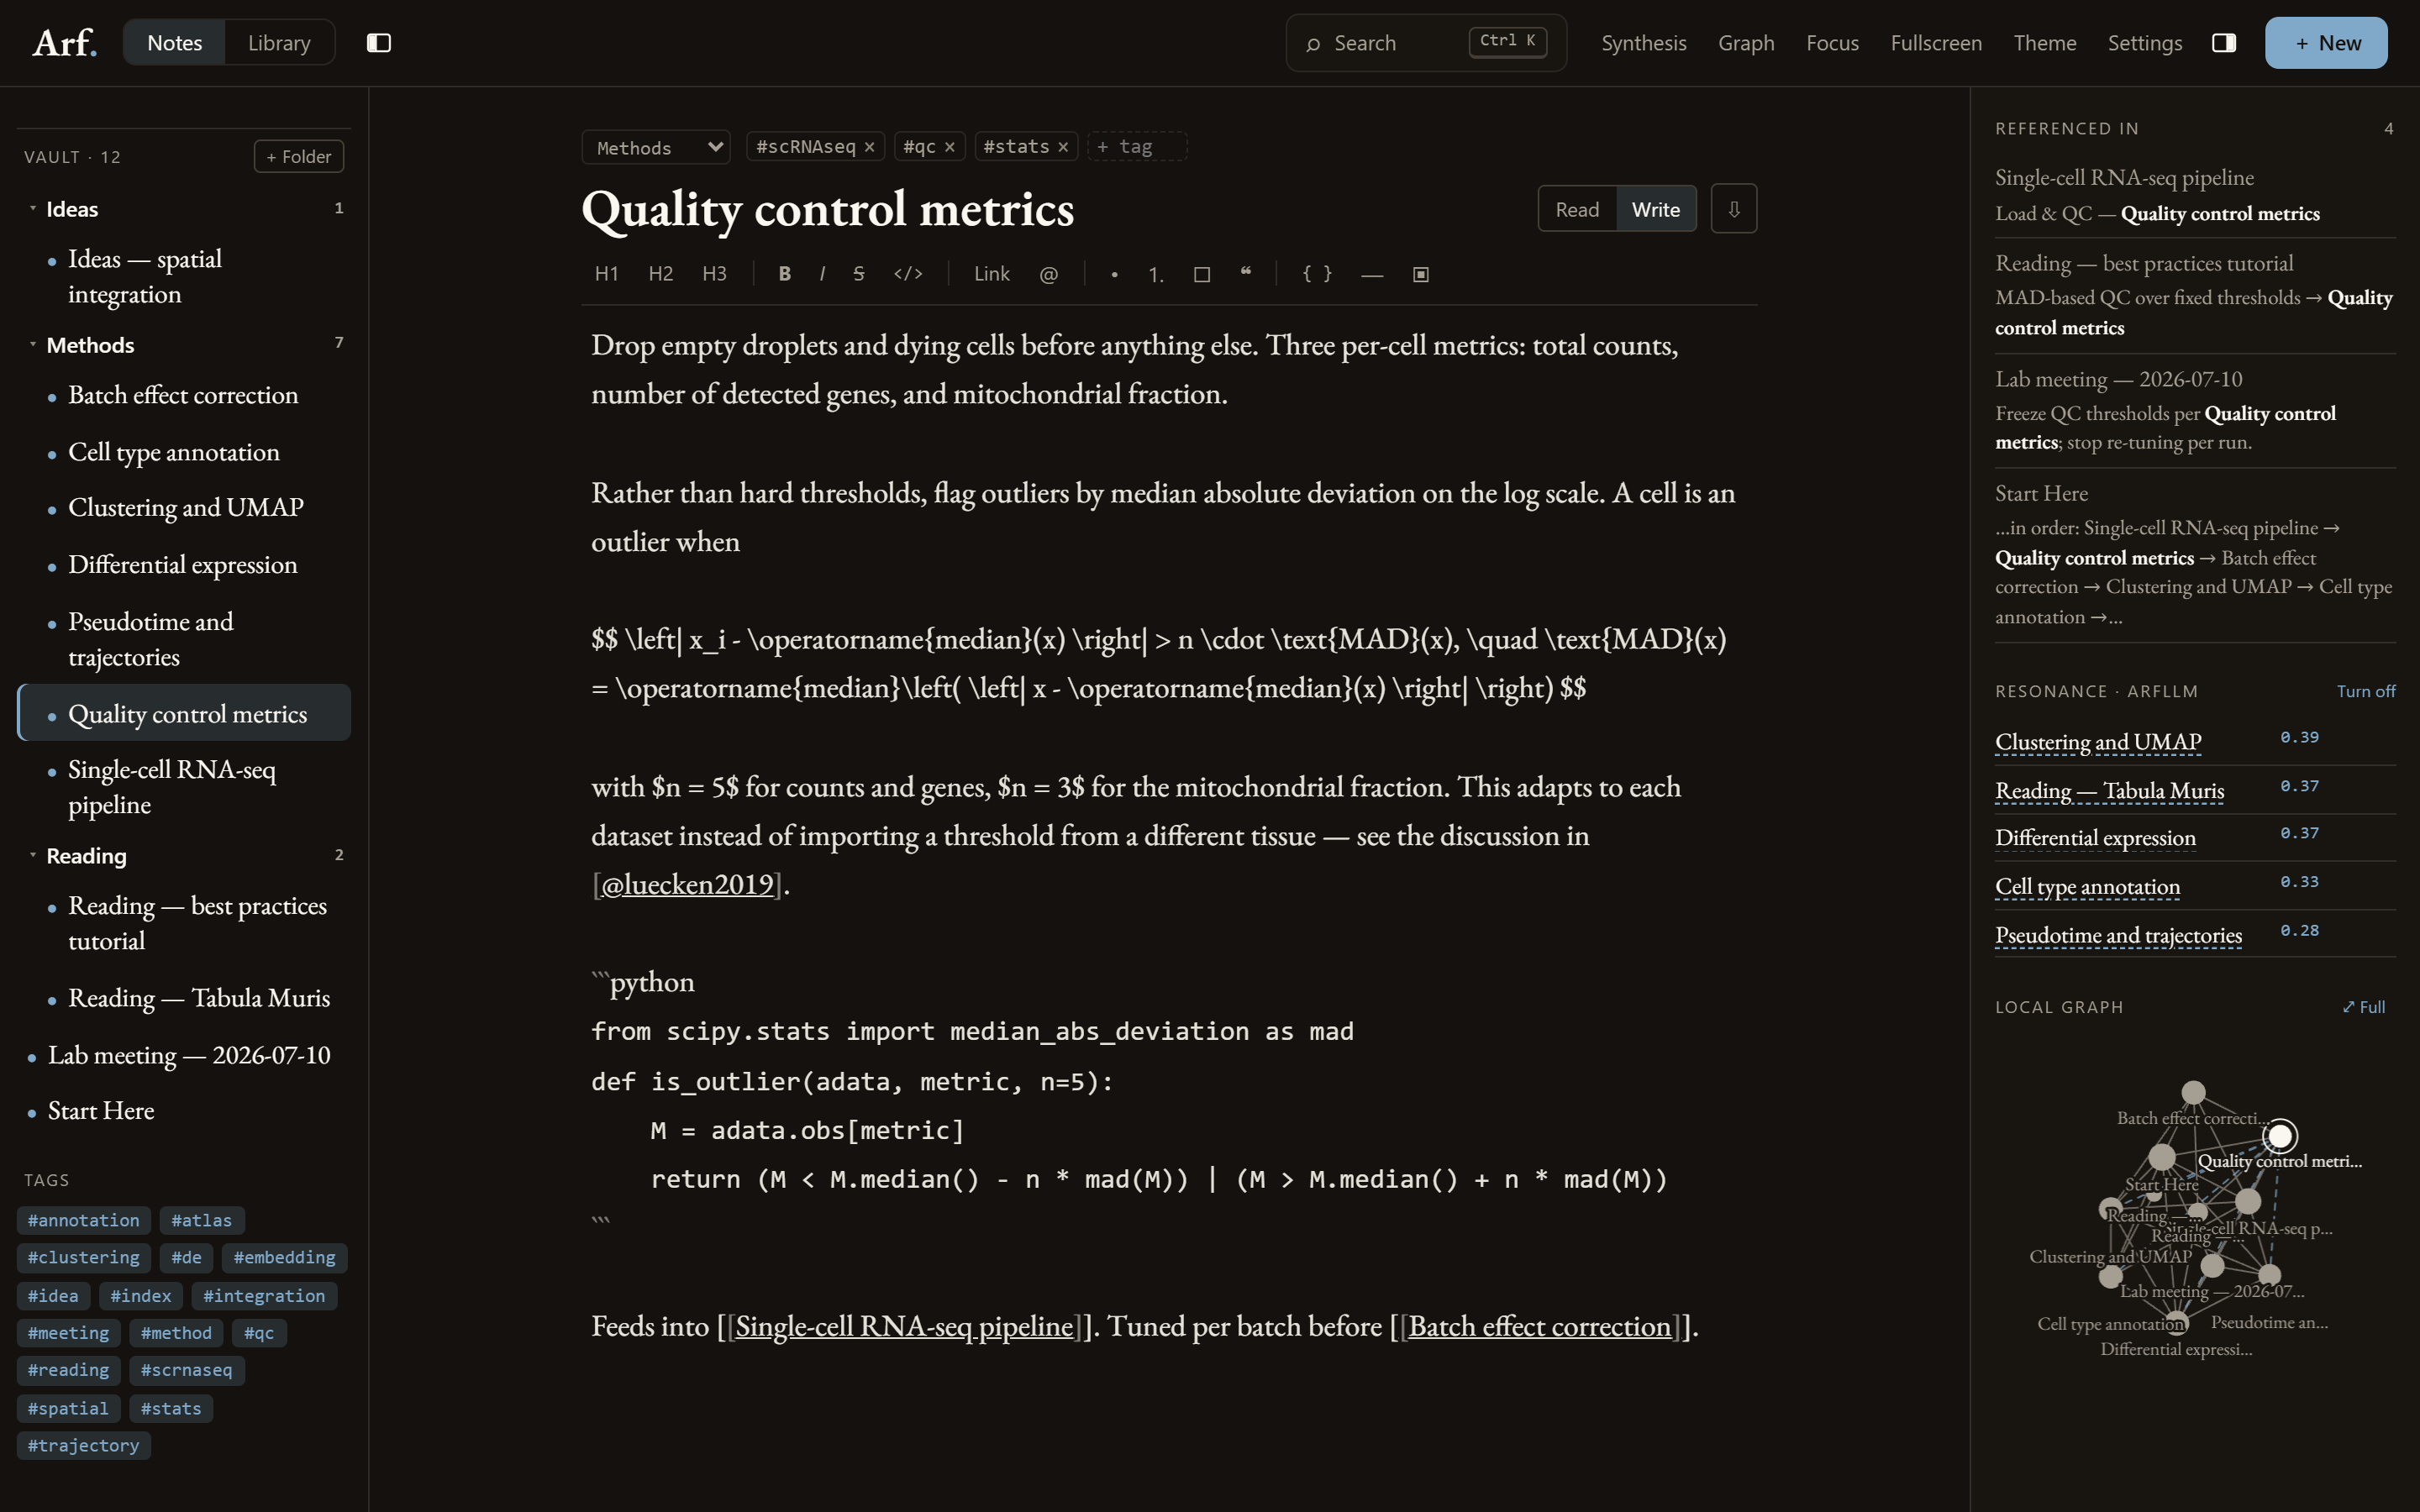 Arf.
Notes Library
Search Ctrl K
Synthesis Graph Focus Fullscreen Theme Settings
+ New
VAULT · 12
+ Folder
Ideas 1
Ideas — spatial
integration
Methods 7
Batch effect correction
Cell type annotation
Clustering and UMAP
Differential expression
Pseudotime and
trajectories
Quality control metrics
Single-cell RNA-seq
pipeline
Reading 2
Reading — best practices
tutorial
Reading — Tabula Muris
Lab meeting — 2026-07-10
Start Here
TAGS
#annotation #atlas
#clustering #de #embedding
#idea #index #integration
#meeting #method #qc
#reading #scrnaseq
#spatial #stats
#trajectory
Methods #scRNAseq × #qc × #stats × + tag
Quality control metrics
Read Write ⇩
H1 H2 H3 B I S </> Link @ • 1. ☐ ❝ { } — ▣
Drop empty droplets and dying cells before anything else. Three per-cell metrics: total counts,
number of detected genes, and mitochondrial fraction.
Rather than hard thresholds, flag outliers by median absolute deviation on the log scale. A cell is an
outlier when
$$ \left| x_i - \operatorname{median}(x) \right| > n \cdot \text{MAD}(x), \quad \text{MAD}(x)
= \operatorname{median}\left( \left| x - \operatorname{median}(x) \right| \right) $$
with $n = 5$ for counts and genes, $n = 3$ for the mitochondrial fraction. This adapts to each
dataset instead of importing a threshold from a different tissue — see the discussion in
[@luecken2019].
```python
from scipy.stats import median_abs_deviation as mad
def is_outlier(adata, metric, n=5):
    M = adata.obs[metric]
    return (M < M.median() - n * mad(M)) | (M > M.median() + n * mad(M))
```
Feeds into [[Single-cell RNA-seq pipeline]]. Tuned per batch before [[Batch effect correction]].
REFERENCED IN 4
Single-cell RNA-seq pipeline
Load & QC — Quality control metrics
Reading — best practices tutorial
MAD-based QC over fixed thresholds → Quality
control metrics
Lab meeting — 2026-07-10
Freeze QC thresholds per Quality control
metrics; stop re-tuning per run.
Start Here
…in order: Single-cell RNA-seq pipeline →
Quality control metrics → Batch effect
correction → Clustering and UMAP → Cell type
annotation →…
RESONANCE · ARFLLM Turn off
Clustering and UMAP 0.39
Reading — Tabula Muris 0.37
Differential expression 0.37
Cell type annotation 0.33
Pseudotime and trajectories 0.28
LOCAL GRAPH ⤢ Full
Batch effect correcti…
Quality control metri…
Start Here
Reading —…
Single-cell RNA-seq p…
Reading —…
Clustering and UMAP
Lab meeting — 2026-07…
Cell type annotation
Pseudotime an…
Differential expressi…